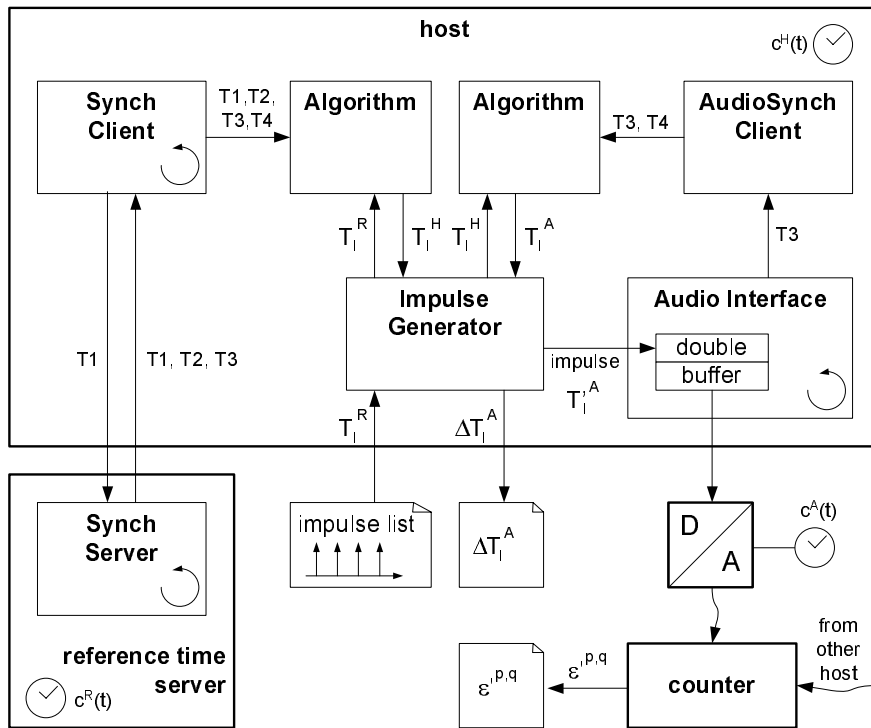 host
c^H(t)
Synch
Client
T1,T2,
T3,T4
Algorithm
Algorithm
T3, T4
AudioSynch
Client
T_I^R
T_I^H
T_I^H
T_I^A
T3
Impulse
Generator
Audio Interface
double
buffer
impulse
T'_I^A
T1
T1, T2, T3
T_I^R
ΔT_I^A
Synch
Server
impulse list
ΔT_I^A
D
A
c^A(t)
reference time
server
c^R(t)
ε'^p,q
ε'^p,q
counter
from
other
host